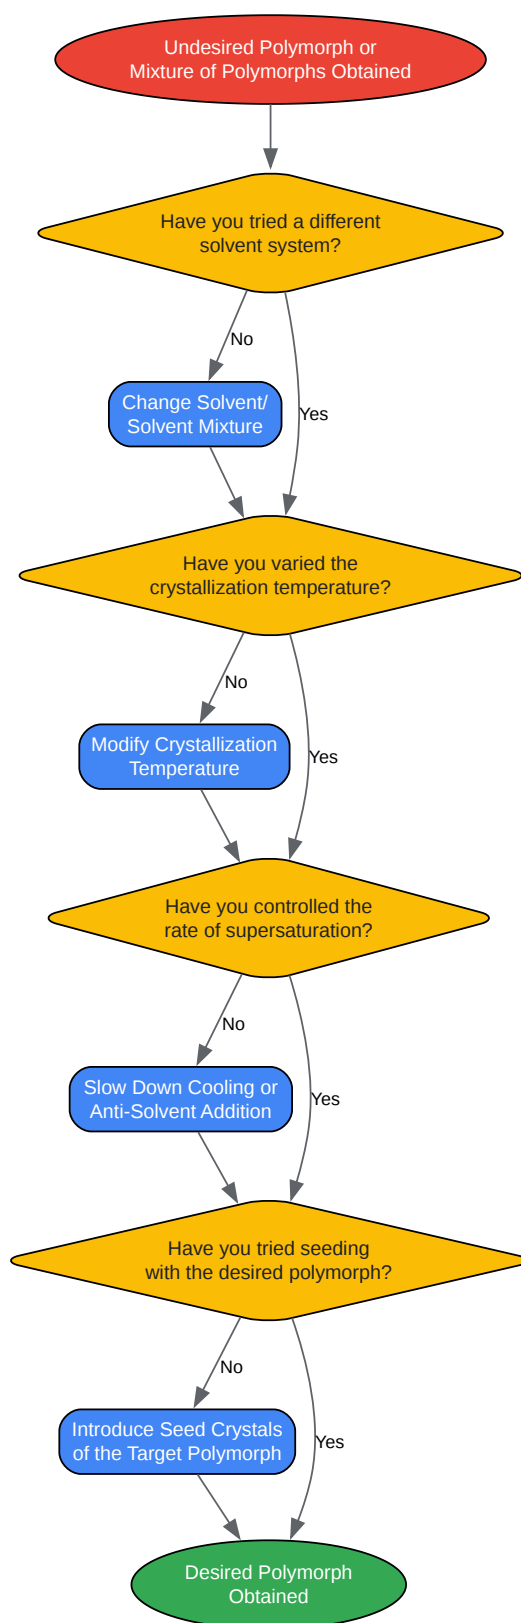 Undesired Polymorph or
Mixture of Polymorphs Obtained
Have you tried a different
solvent system?
No
Change Solvent/
Solvent Mixture
Yes
Have you varied the
crystallization temperature?
No
Modify Crystallization
Temperature
Yes
Have you controlled the
rate of supersaturation?
No
Slow Down Cooling or
Anti-Solvent Addition
Yes
Have you tried seeding
with the desired polymorph?
No
Introduce Seed Crystals
of the Target Polymorph
Yes
Desired Polymorph
Obtained